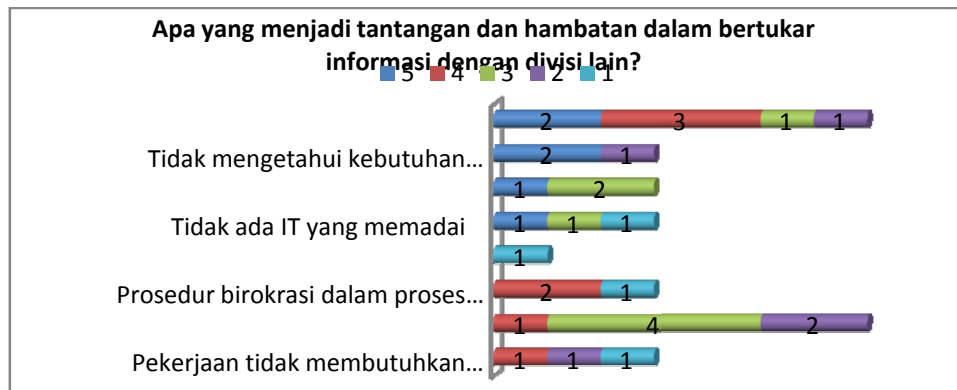 Apa yang menjadi tantangan dan hambatan dalam bertukar
informasi dengan divisi lain?
5 4 3 2 1
2 3 1 1
Tidak mengetahui kebutuhan... 2 1
1 2
Tidak ada IT yang memadai 1 1 1
1
Prosedur birokrasi dalam proses... 2 1
1 4 2
Pekerjaan tidak membutuhkan... 1 1 1